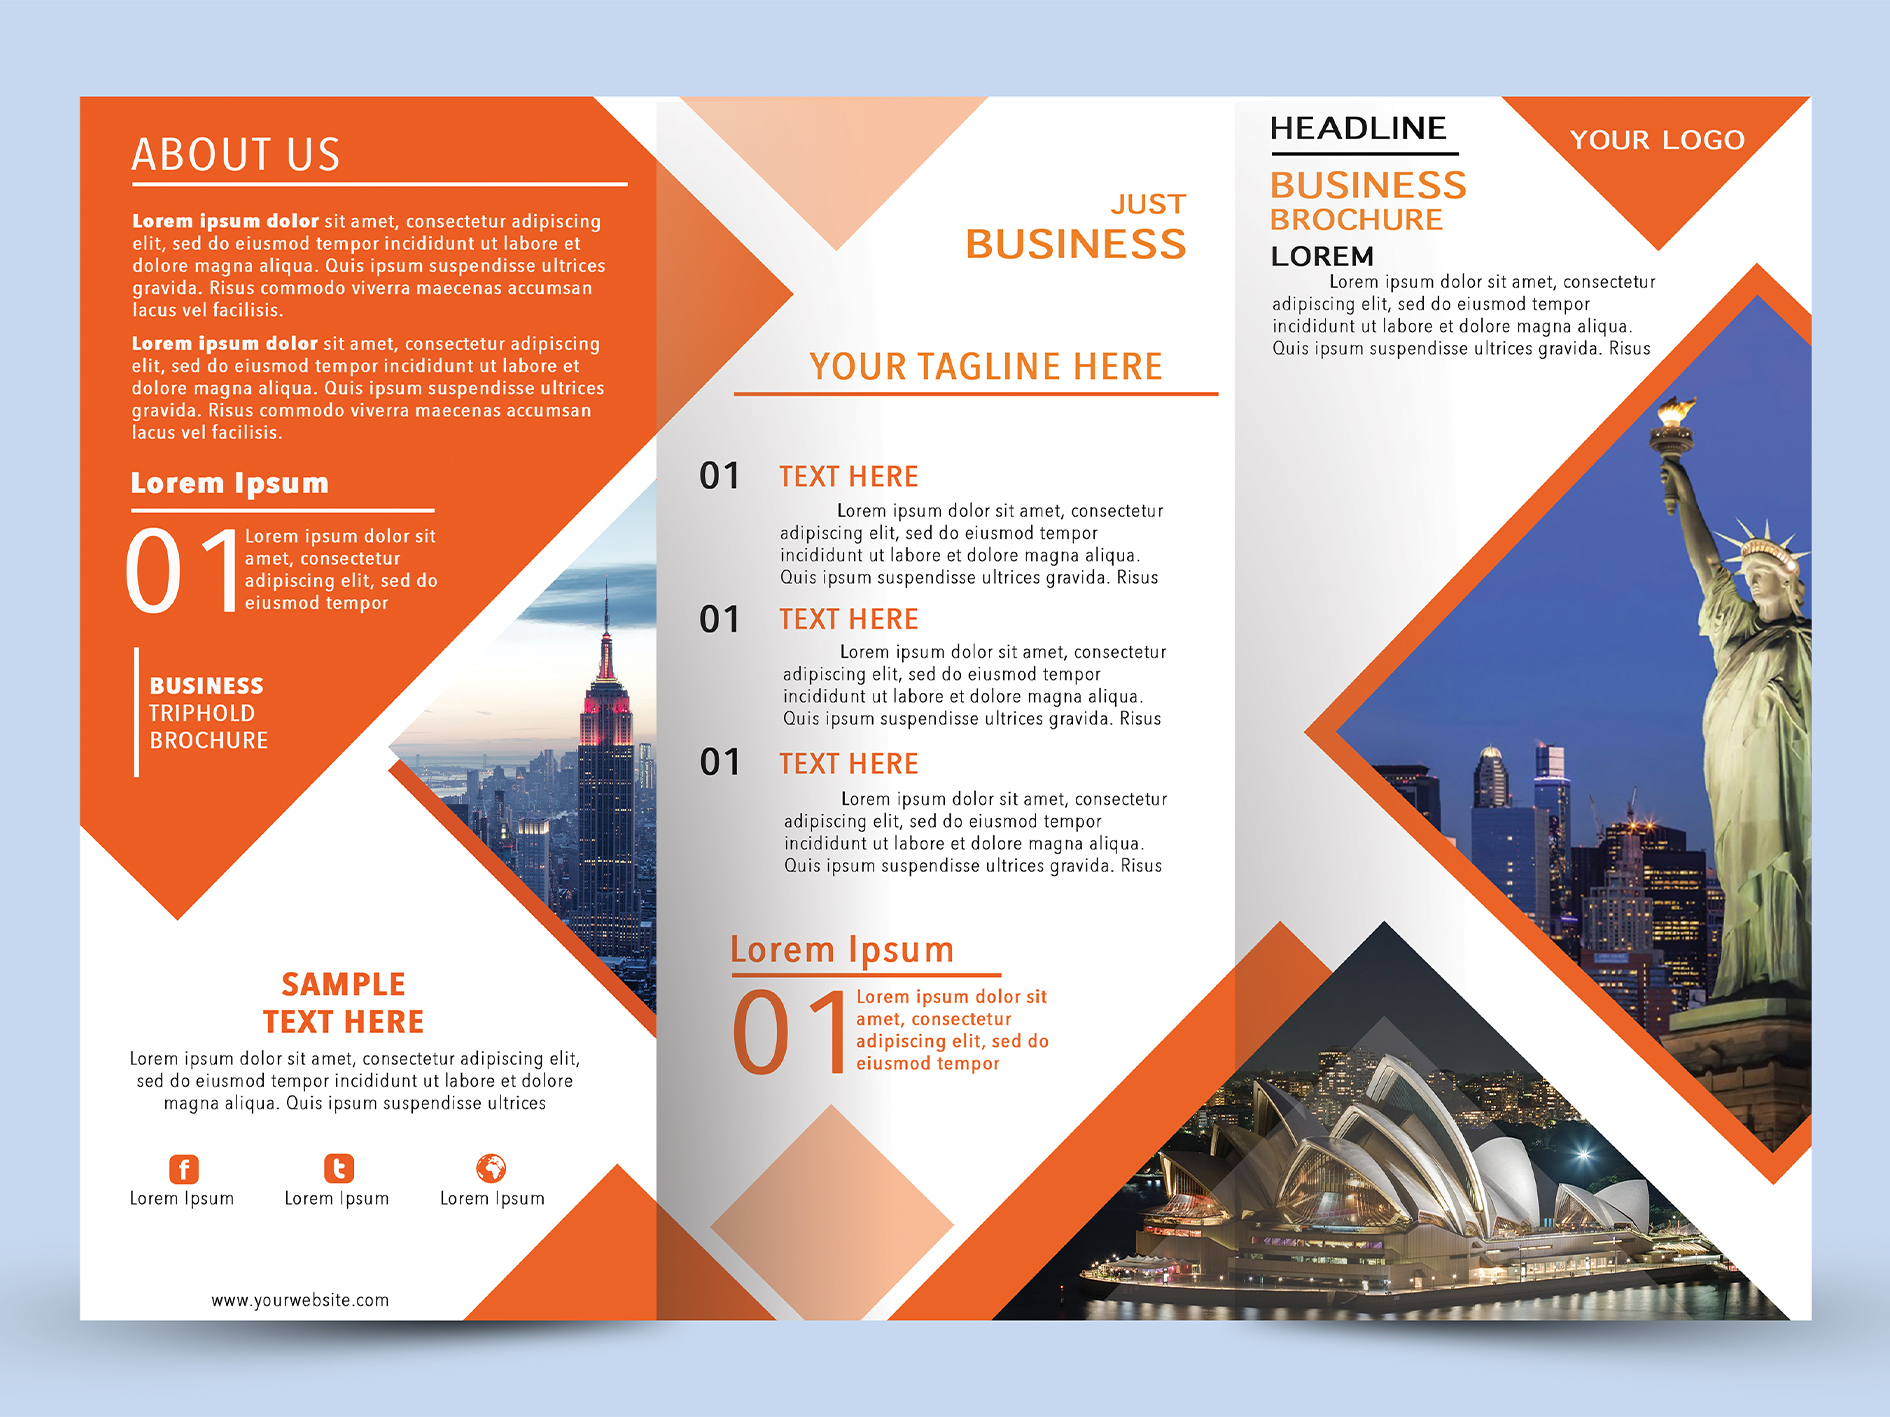 ABOUT US
Lorem ipsum dolor sit amet, consectetur adipiscing
elit, sed do eiusmod tempor incididunt ut labore et
dolore magna aliqua. Quis ipsum suspendisse ultrices
gravida. Risus commodo viverra maecenas accumsan
lacus vel facilisis.
Lorem ipsum dolor sit amet, consectetur adipiscing
elit, sed do eiusmod tempor incididunt ut labore et
dolore magna aliqua. Quis ipsum suspendisse ultrices
gravida. Risus commodo viverra maecenas accumsan
lacus vel facilisis.
Lorem Ipsum
01
Lorem ipsum dolor sit
amet, consectetur
adipiscing elit, sed do
eiusmod tempor
BUSINESS
TRIPHOLD
BROCHURE
SAMPLE
TEXT HERE
Lorem ipsum dolor sit amet, consectetur adipiscing elit,
sed do eiusmod tempor incididunt ut labore et dolore
magna aliqua. Quis ipsum suspendisse ultrices
Lorem Ipsum
Lorem Ipsum
Lorem Ipsum
www.yourwebsite.com
JUST
BUSINESS
YOUR TAGLINE HERE
01 TEXT HERE
Lorem ipsum dolor sit amet, consectetur
adipiscing elit, sed do eiusmod tempor
incididunt ut labore et dolore magna aliqua.
Quis ipsum suspendisse ultrices gravida. Risus
01 TEXT HERE
Lorem ipsum dolor sit amet, consectetur
adipiscing elit, sed do eiusmod tempor
incididunt ut labore et dolore magna aliqua.
Quis ipsum suspendisse ultrices gravida. Risus
01 TEXT HERE
Lorem ipsum dolor sit amet, consectetur
adipiscing elit, sed do eiusmod tempor
incididunt ut labore et dolore magna aliqua.
Quis ipsum suspendisse ultrices gravida. Risus
Lorem Ipsum
01
Lorem ipsum dolor sit
amet, consectetur
adipiscing elit, sed do
eiusmod tempor
HEADLINE
BUSINESS
BROCHURE
LOREM
Lorem ipsum dolor sit amet, consectetur
adipiscing elit, sed do eiusmod tempor
incididunt ut labore et dolore magna aliqua.
Quis ipsum suspendisse ultrices gravida. Risus
YOUR LOGO